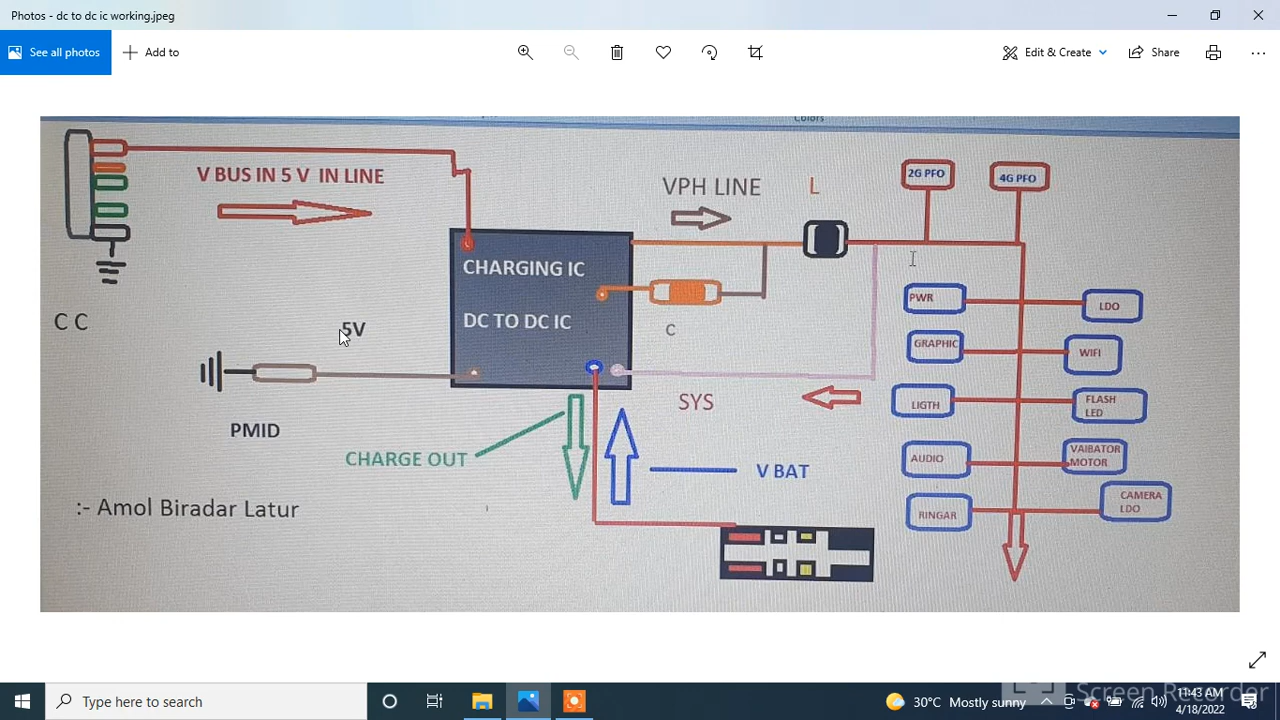 Photos - dc to dc ic working.jpeg
See all photos
Add to
Edit & Create
Share
Colors
V BUS IN 5 V IN LINE
VPH LINE
L
2G PFO
4G PFO
CHARGING IC
DC TO DC IC
C C
5V
C
PWR
LDO
GRAPHIC
WIFI
LIGTH
FLASH
LED
AUDIO
VAIBATOR
MOTOR
RINGAR
CAMERA
LDO
SYS
PMID
CHARGE OUT
V BAT
:- Amol Biradar Latur
Type here to search
30°C Mostly sunny
11:43 AM
4/18/2022
Screen Recorder